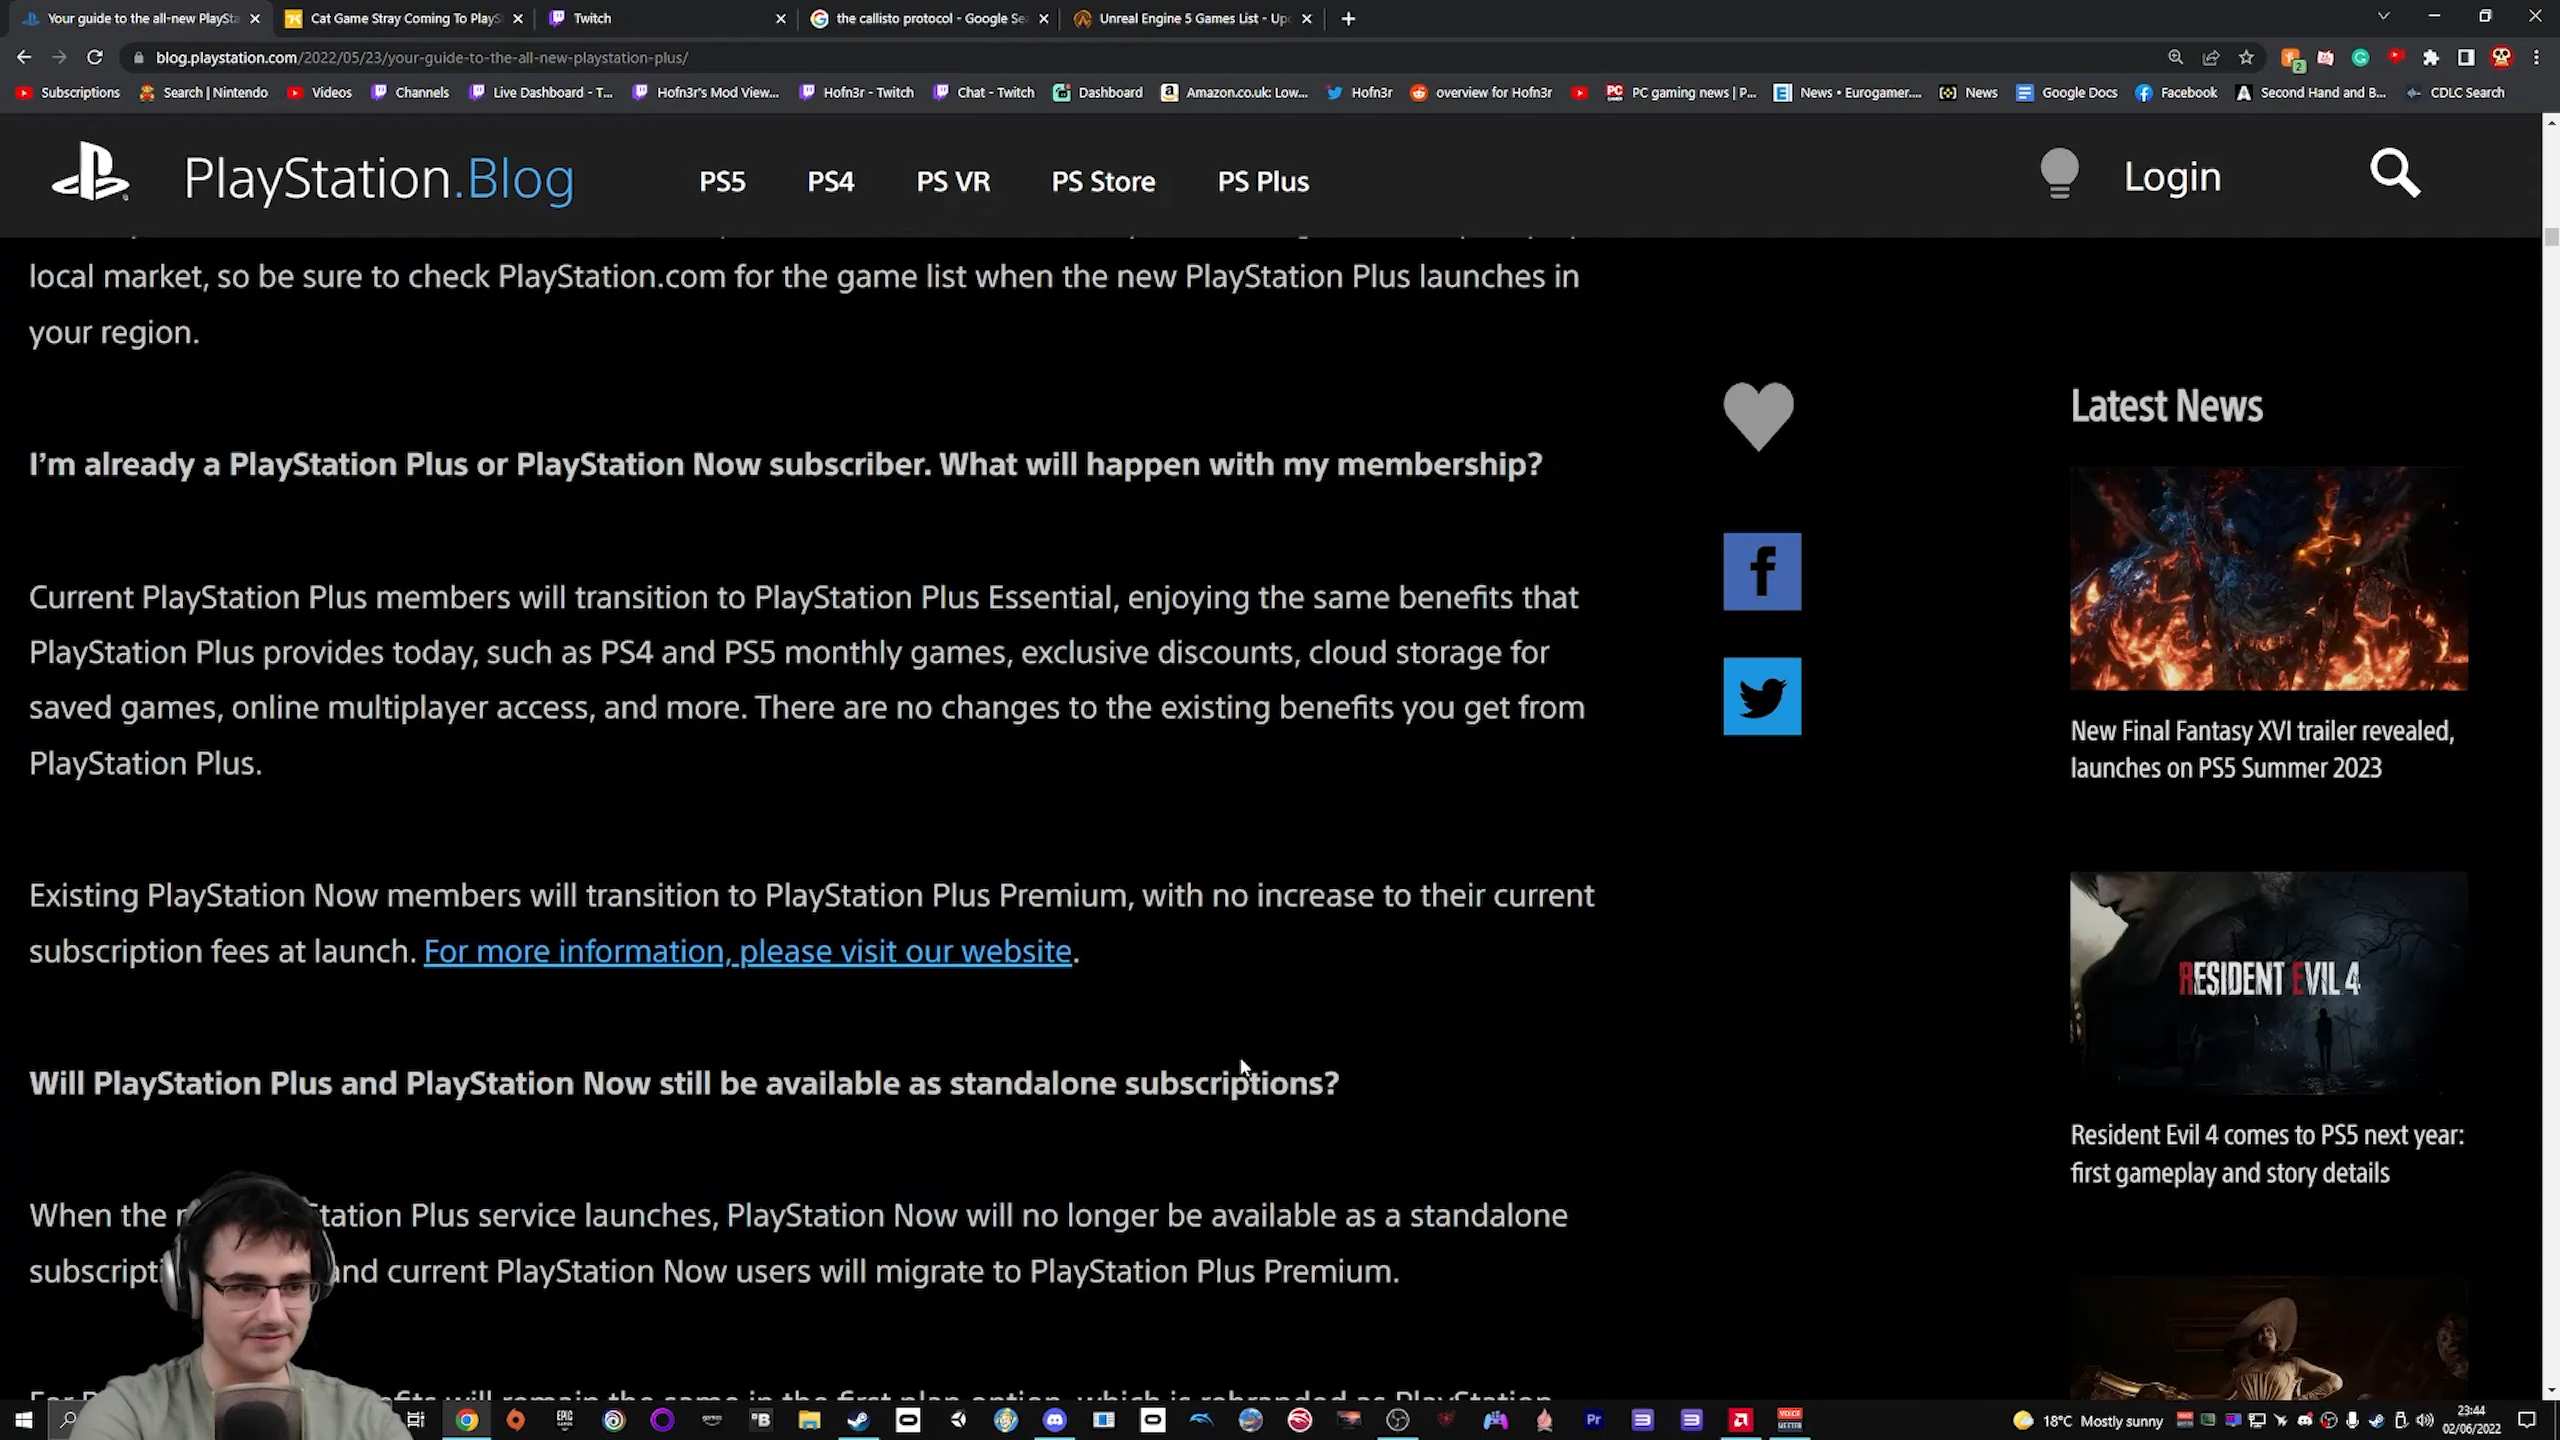 Your guide to the all-new PlaySta
Cat Game Stray Coming To PlayS
Twitch
the callisto protocol - Google Se
Unreal Engine 5 Games List - Up
blog.playstation.com/2022/05/23/your-guide-to-the-all-new-playstation-plus/
2
Subscriptions
Search | Nintendo
Videos
Channels
Live Dashboard - T...
Hofn3r's Mod View...
Hofn3r - Twitch
Chat - Twitch
Dashboard
Amazon.co.uk: Low...
Hofn3r
overview for Hofn3r
PC gaming news | P...
News • Eurogamer....
News
Google Docs
Facebook
Second Hand and B...
CDLC Search
PlayStation.Blog
PS5
PS4
PS VR
PS Store
PS Plus
Login
local market, so be sure to check PlayStation.com for the game list when the new PlayStation Plus launches in
your region.
I'm already a PlayStation Plus or PlayStation Now subscriber. What will happen with my membership?
Current PlayStation Plus members will transition to PlayStation Plus Essential, enjoying the same benefits that
PlayStation Plus provides today, such as PS4 and PS5 monthly games, exclusive discounts, cloud storage for
saved games, online multiplayer access, and more. There are no changes to the existing benefits you get from
PlayStation Plus.
Existing PlayStation Now members will transition to PlayStation Plus Premium, with no increase to their current
subscription fees at launch. For more information, please visit our website.
Will PlayStation Plus and PlayStation Now still be available as standalone subscriptions?
When the tation Plus service launches, PlayStation Now will no longer be available as a standalone
subscripti and current PlayStation Now users will migrate to PlayStation Plus Premium.
Latest News
New Final Fantasy XVI trailer revealed,
launches on PS5 Summer 2023
RESIDENT EVIL 4
Resident Evil 4 comes to PS5 next year:
first gameplay and story details
18°C Mostly sunny
23:44
02/06/2022